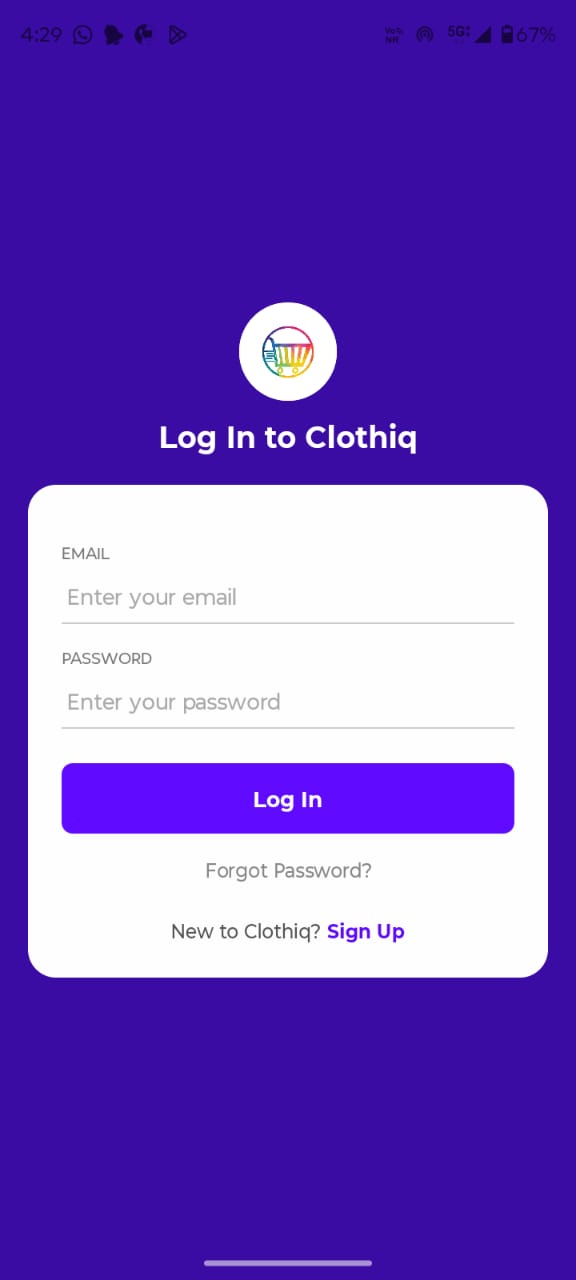 4:29 Vo5G NR 5G 67%
Log In to Clothiq
EMAIL
Enter your email
PASSWORD
Enter your password
Log In
Forgot Password?
New to Clothiq? Sign Up